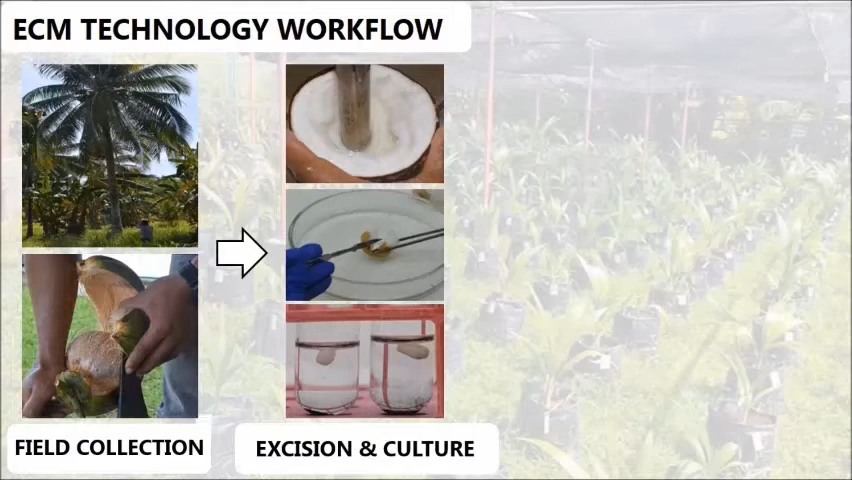 ECM TECHNOLOGY WORKFLOW
FIELD COLLECTION
EXCISION & CULTURE